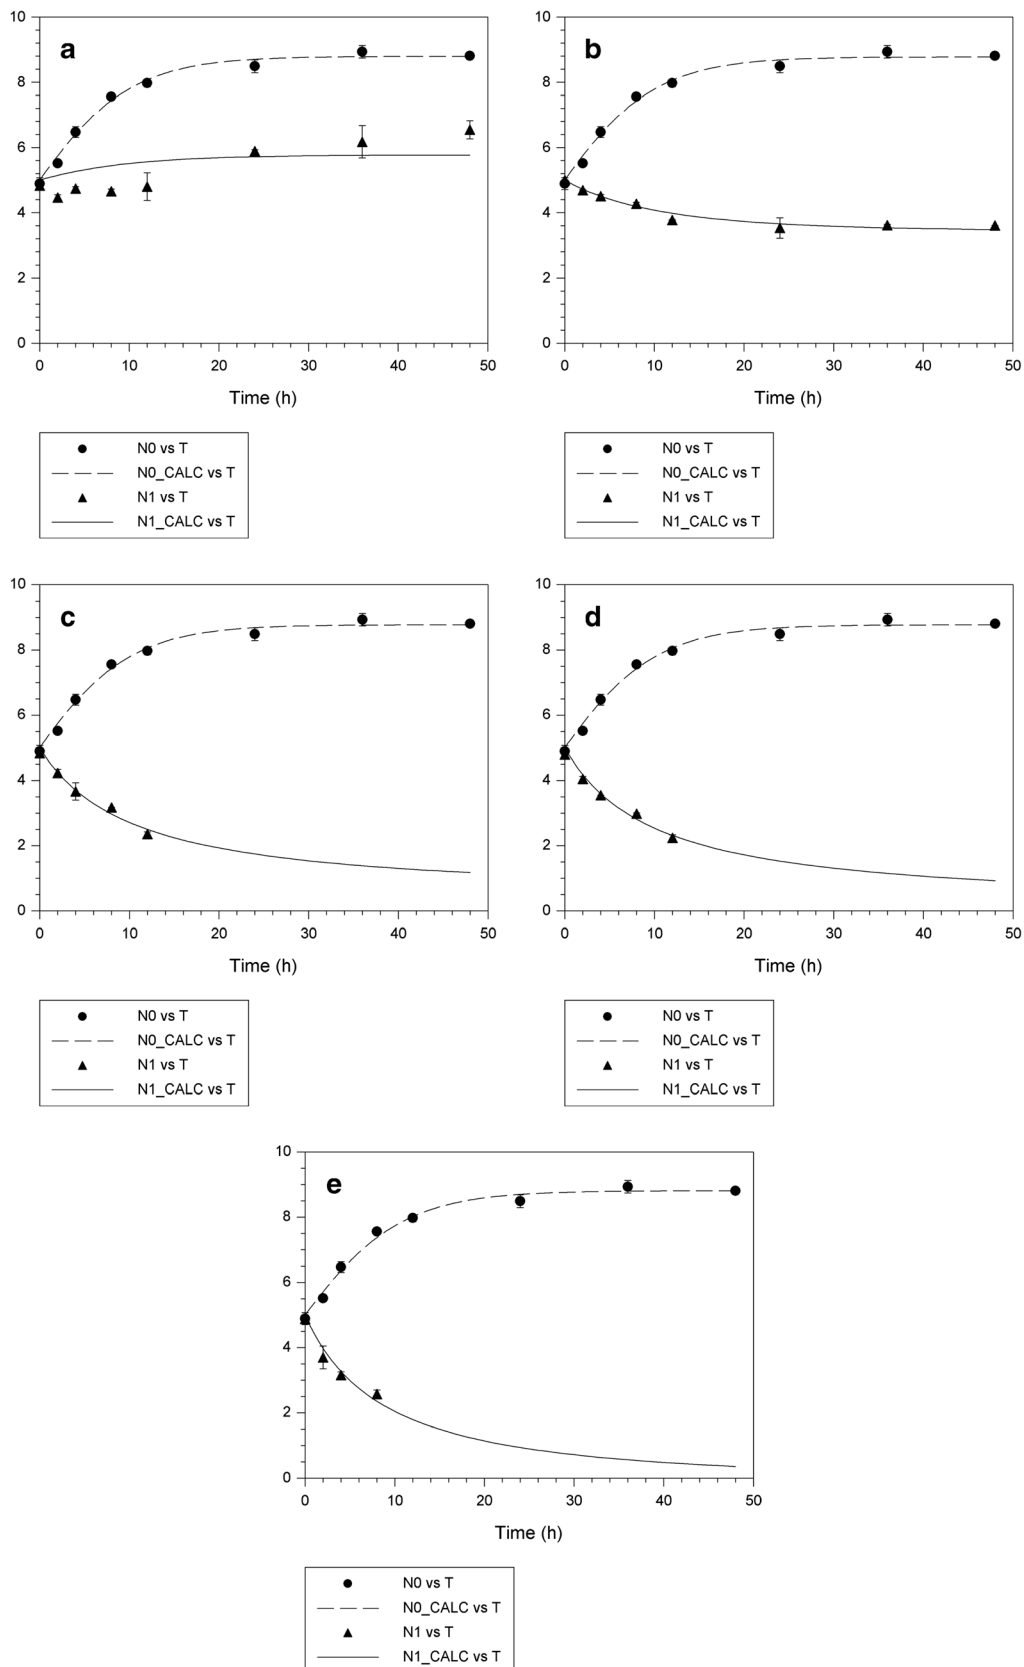 a
10
8
6
4
2
0
0 10 20 30 40 50
Time (h)
N0 vs T
N0_CALC vs T
N1 vs T
N1_CALC vs T
b
10
8
6
4
2
0
0 10 20 30 40 50
Time (h)
N0 vs T
N0_CALC vs T
N1 vs T
N1_CALC vs T
c
10
8
6
4
2
0
0 10 20 30 40 50
Time (h)
N0 vs T
N0_CALC vs T
N1 vs T
N1_CALC vs T
d
10
8
6
4
2
0
0 10 20 30 40 50
Time (h)
N0 vs T
N0_CALC vs T
N1 vs T
N1_CALC vs T
e
10
8
6
4
2
0
0 10 20 30 40 50
Time (h)
N0 vs T
N0_CALC vs T
N1 vs T
N1_CALC vs T